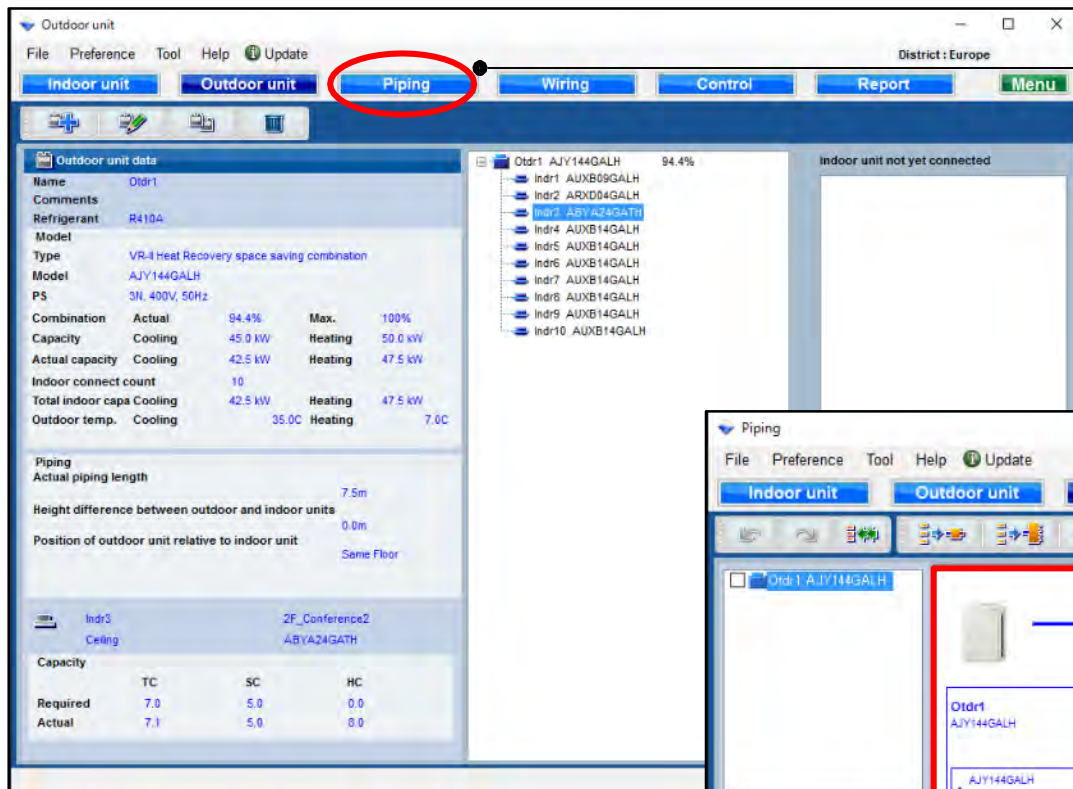 Outdoor unit
File Preference Tool Help Update District : Europe
Indoor unit Outdoor unit Piping Wiring Control Report Menu
Outdoor unit data
Name Otdr1
Comments
Refrigerant R410A
Model
Type VR-II Heat Recovery space saving combination
Model AJY144GALH
PS 3N, 400V, 50Hz
Combination Actual 94.4% Max. 100%
Capacity Cooling 45.0 kW Heating 50.0 kW
Actual capacity Cooling 42.5 kW Heating 47.5 kW
Indoor connect count 10
Total indoor capa Cooling 42.5 kW Heating 47.5 kW
Outdoor temp. Cooling 35.0C Heating 7.0C
Piping
Actual piping length
7.5m
Height difference between outdoor and indoor units
0.0m
Position of outdoor unit relative to indoor unit
Same Floor
Indr3 2F_Conference2
Ceiling ABYA24GATH
Capacity
TC SC HC
Required 7.0 5.0 0.0
Actual 7.1 5.0 8.0
Otdr1 AJY144GALH 94.4%
Indr1 AUXB09GALH
Indr2 ARXD04GALH
Indr3 ABYA24GATH
Indr4 AUXB14GALH
Indr5 AUXB14GALH
Indr6 AUXB14GALH
Indr7 AUXB14GALH
Indr8 AUXB14GALH
Indr9 AUXB14GALH
Indr10 AUXB14GALH
Indoor unit not yet connected
Piping
File Preference Tool Help Update
Indoor unit Outdoor unit
Otdr1 AJY144GALH
Otdr1
AJY144GALH
AJY144GALH